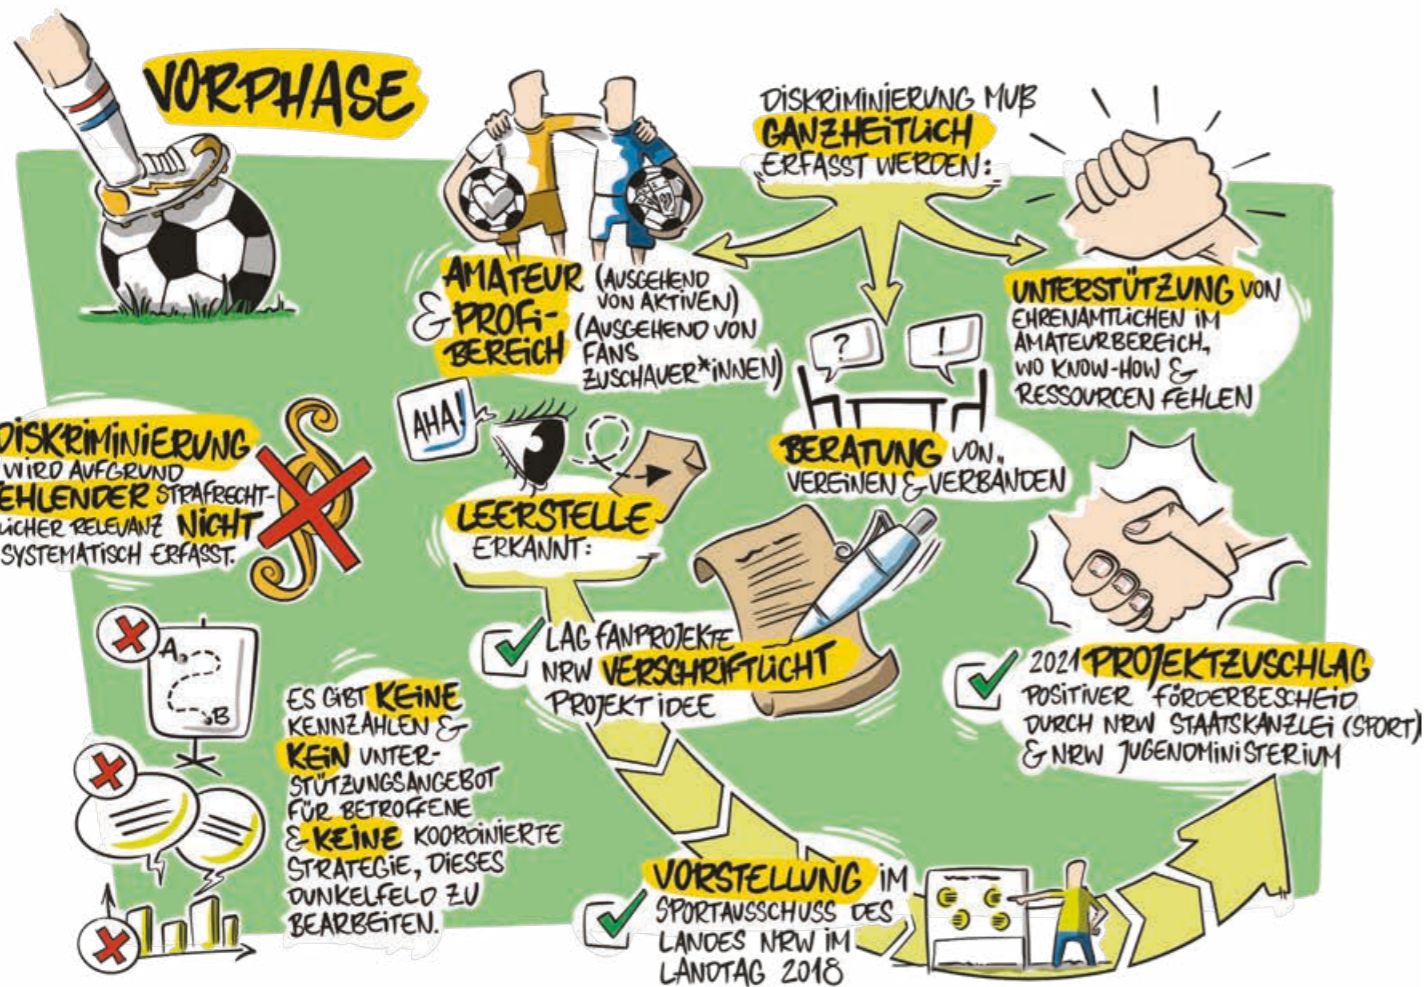 VORPHASE
DISKRIMINIERUNG MUß
GANZHEITLICH
ERFASST WERDEN:
AMATEUR (AUSGEHEND
VON AKTIVEN)
& PROFI-
BEREICH (AUSGEHEND VON
FANS
ZUSCHAUER*INNEN)
?
!
BERATUNG VON
VEREINEN & VERBÄNDEN
UNTERSTÜTZUNG VON
EHRENAMTLICHEN IM
AMATEURBEREICH,
WO KNOW-HOW &
RESSOURCEN FEHLEN
DISKRIMINIERUNG
WIRD AUFGRUND
FEHLENDER STRAFRECHT-
LICHER RELEVANZ NICHT
SYSTEMATISCH ERFASST.
§
A
B
ES GIBT KEINE
KENNZAHLEN &
KEIN UNTER-
STÜTZUNGSANGEBOT
FÜR BETROFFENE
& KEINE KOORDINIERTE
STRATEGIE, DIESES
DUNKELFELD ZU
BEARBEITEN.
AHA!
LEERSTELLE
ERKANNT:
LAG FANPROJEKTE
NRW VERSCHRIFTLICHT
PROJEKTIDEE
VORSTELLUNG IM
SPORTAUSSCHUSS DES
LANDES NRW IM
LANDTAG 2018
2021 PROJEKTZUSCHLAG
POSITIVER FÖRDERBESCHEID
DURCH NRW STAATSKANZLEI (SPORT)
& NRW JUGENDMINISTERIUM